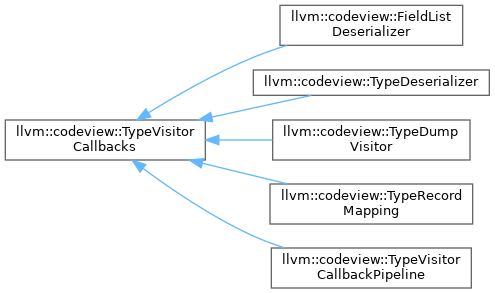 llvm::codeview::FieldList
Deserializer
llvm::codeview::TypeDeserializer
llvm::codeview::TypeVisitor
Callbacks
llvm::codeview::TypeDump
Visitor
llvm::codeview::TypeRecord
Mapping
llvm::codeview::TypeVisitor
CallbackPipeline